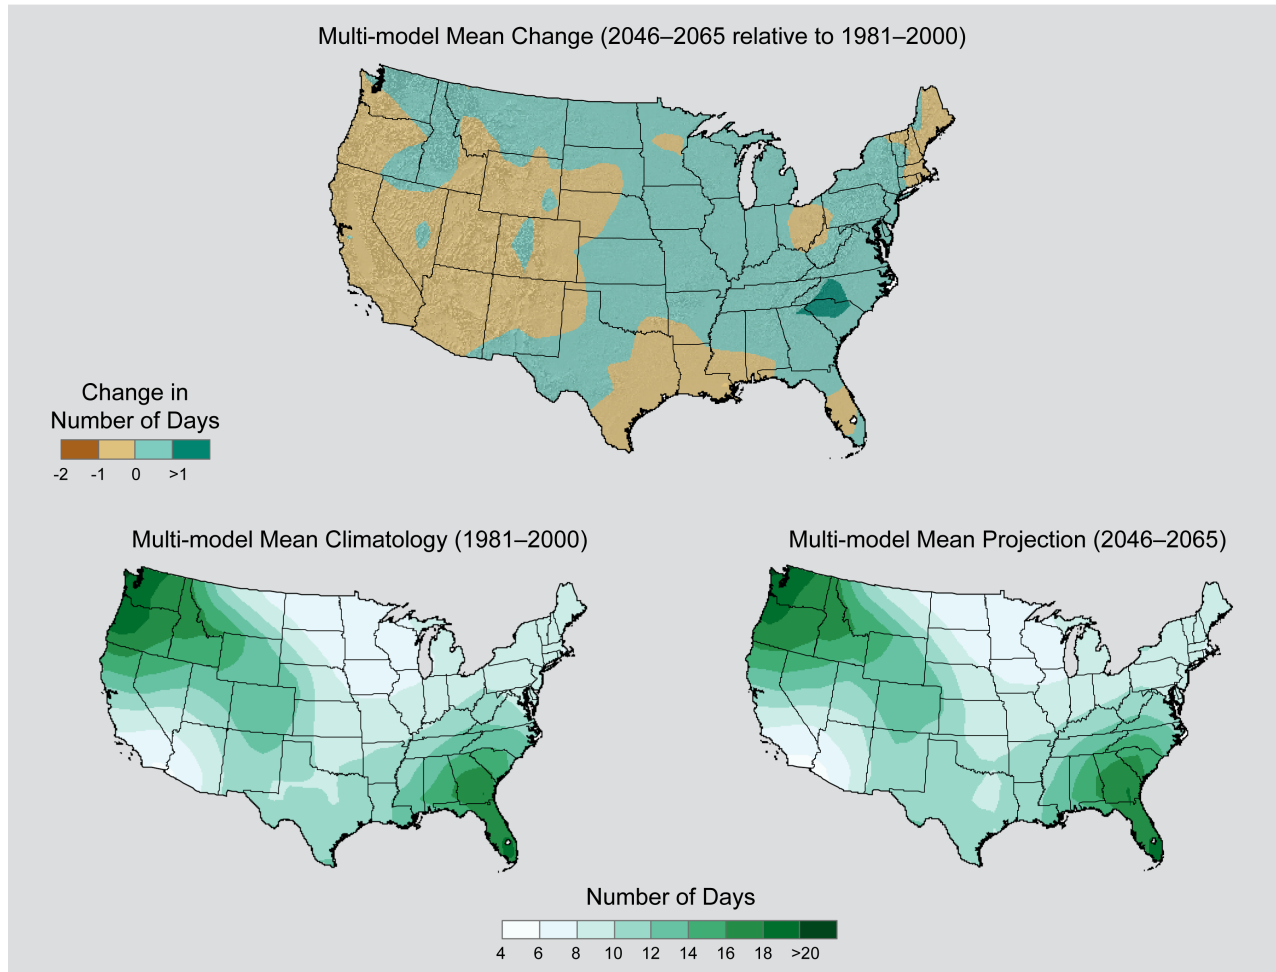 Multi-model Mean Change (2046–2065 relative to 1981–2000)
Change in
Number of Days
-2 -1 0 >1
Multi-model Mean Climatology (1981–2000)
Multi-model Mean Projection (2046–2065)
Number of Days
4 6 8 10 12 14 16 18 >20